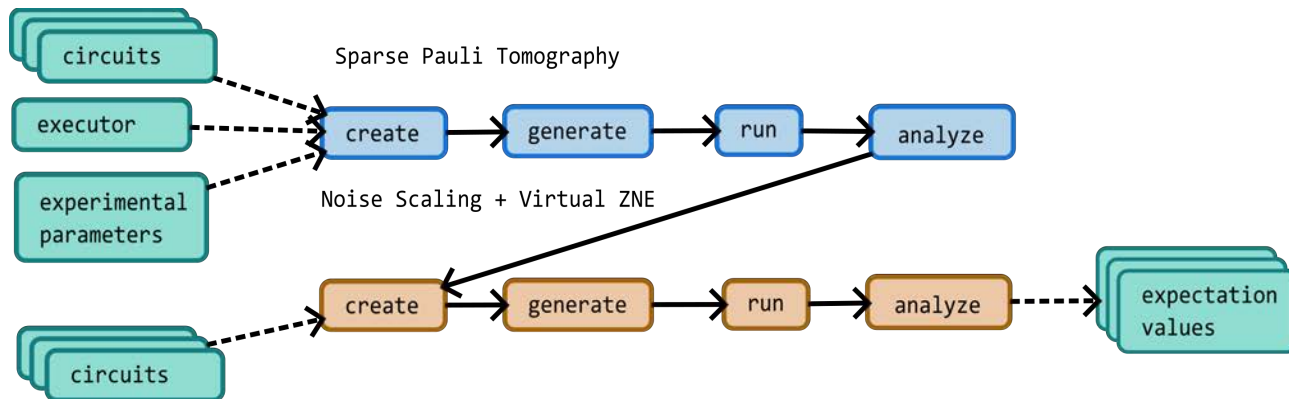 circuits
Sparse Pauli Tomography
executor
create
generate
run
analyze
experimental
parameters
Noise Scaling + Virtual ZNE
create
generate
run
analyze
expectation
values
circuits